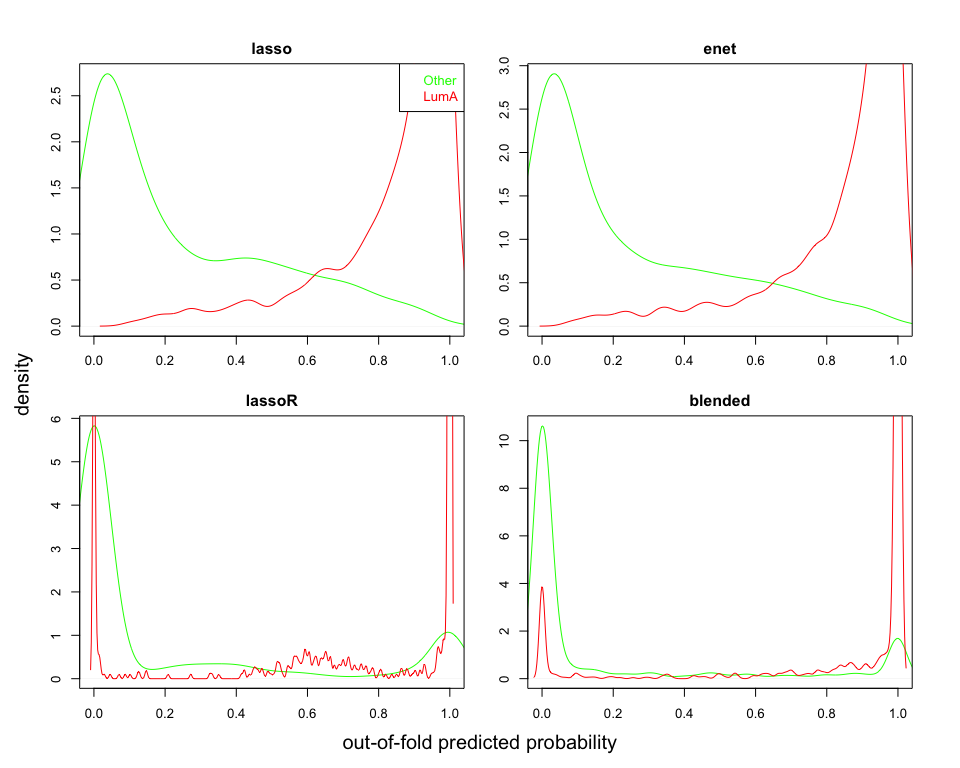 lasso
Other
LumA
0.0 0.5 1.0 1.5 2.0 2.5
0.0 0.2 0.4 0.6 0.8 1.0
enet
0.0 0.5 1.0 1.5 2.0 2.5 3.0
0.0 0.2 0.4 0.6 0.8 1.0
density
lassoR
0 1 2 3 4 5 6
0.0 0.2 0.4 0.6 0.8 1.0
blended
0 2 4 6 8 10
0.0 0.2 0.4 0.6 0.8 1.0
out-of-fold predicted probability